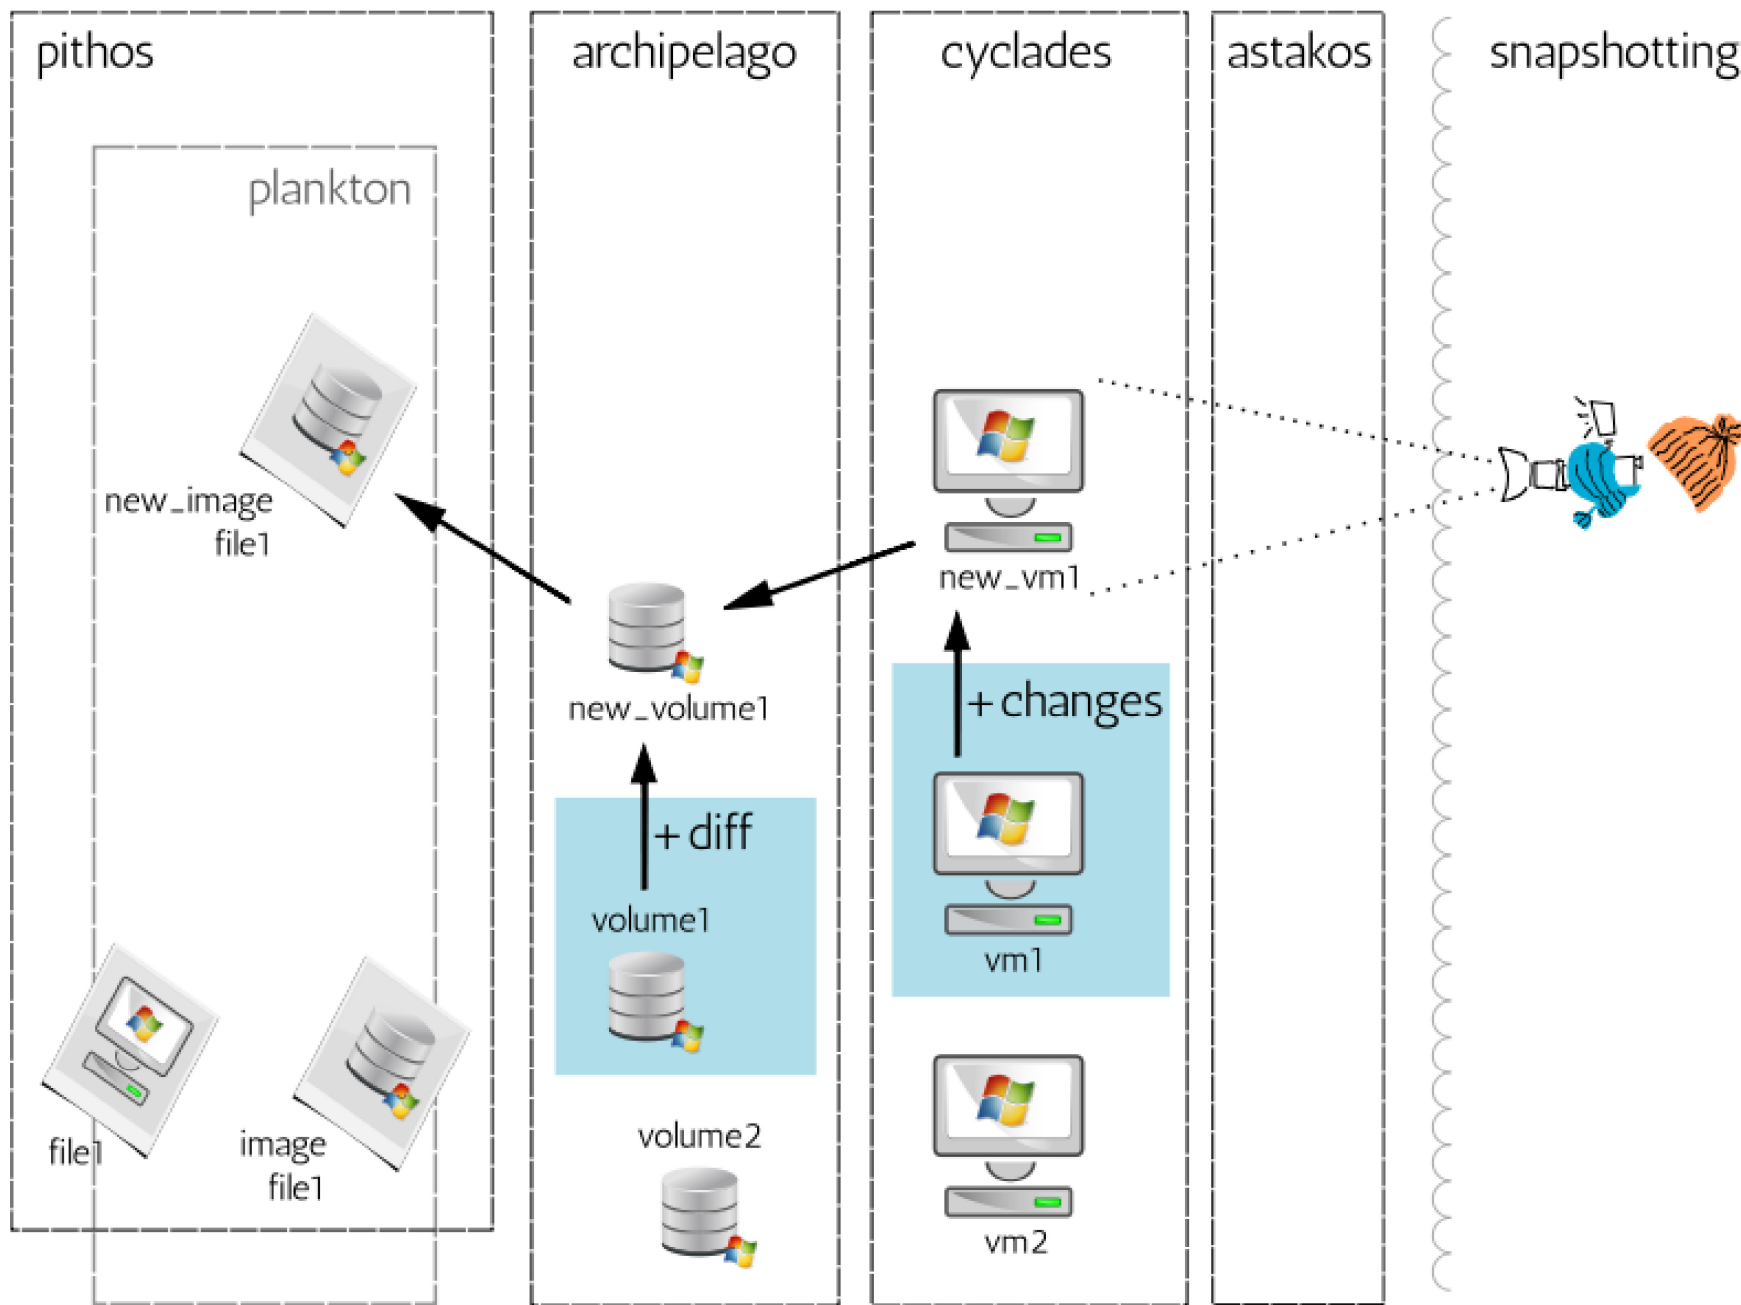 pithos
archipelago
cyclades
astakos
snapshotting
plankton
new_image
file1
new_vm1
new_volume1
+ changes
+ diff
volume1
vm1
file1
image
file1
volume2
vm2